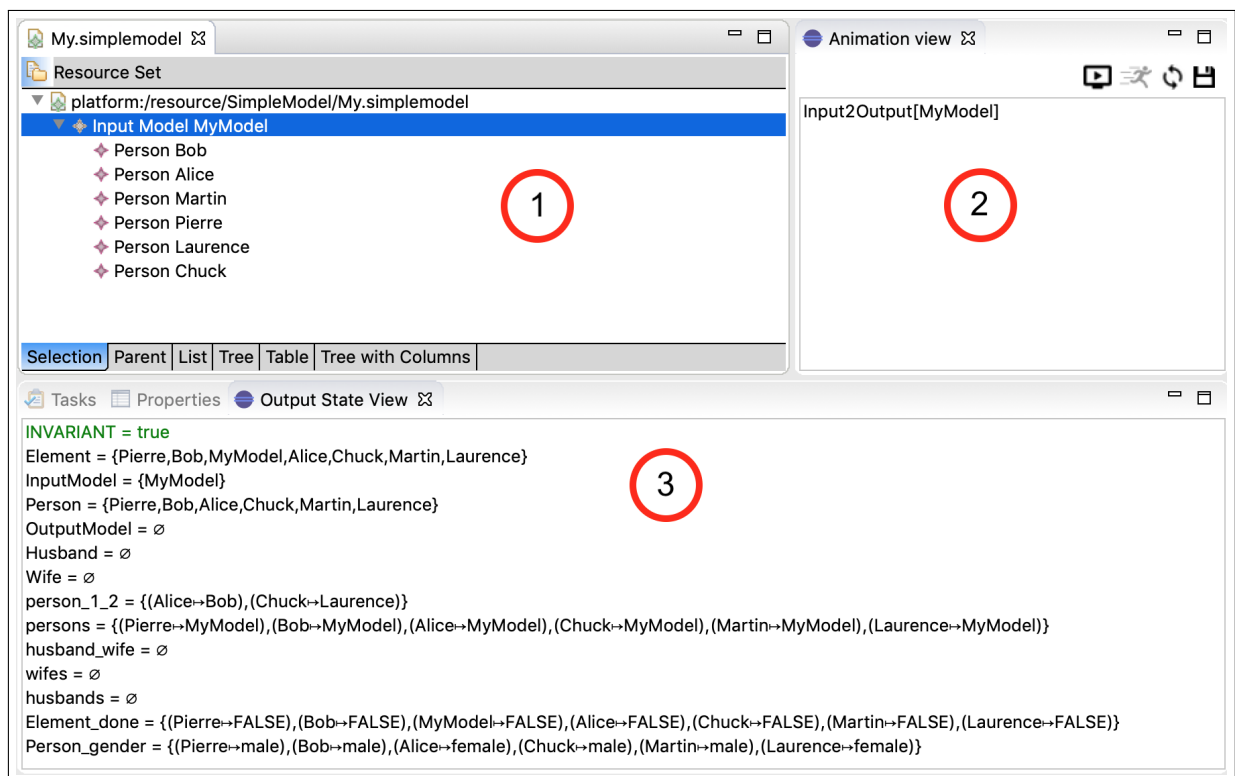 My.simplemodel
Resource Set
platform:/resource/SimpleModel/My.simplemodel
Input Model MyModel
Person Bob
Person Alice
Person Martin
Person Pierre
Person Laurence
Person Chuck
1
Selection Parent List Tree Table Tree with Columns
Animation view
Input2Output[MyModel]
2
Tasks Properties Output State View
INVARIANT = true
Element = {Pierre,Bob,MyModel,Alice,Chuck,Martin,Laurence}
InputModel = {MyModel}
Person = {Pierre,Bob,Alice,Chuck,Martin,Laurence}
OutputModel = ∅
Husband = ∅
Wife = ∅
person_1_2 = {(Alice↦Bob),(Chuck↦Laurence)}
persons = {(Pierre↦MyModel),(Bob↦MyModel),(Alice↦MyModel),(Chuck↦MyModel),(Martin↦MyModel),(Laurence↦MyModel)}
husband_wife = ∅
wifes = ∅
husbands = ∅
Element_done = {(Pierre↦FALSE),(Bob↦FALSE),(MyModel↦FALSE),(Alice↦FALSE),(Chuck↦FALSE),(Martin↦FALSE),(Laurence↦FALSE)}
Person_gender = {(Pierre↦male),(Bob↦male),(Alice↦female),(Chuck↦male),(Martin↦male),(Laurence↦female)}
3